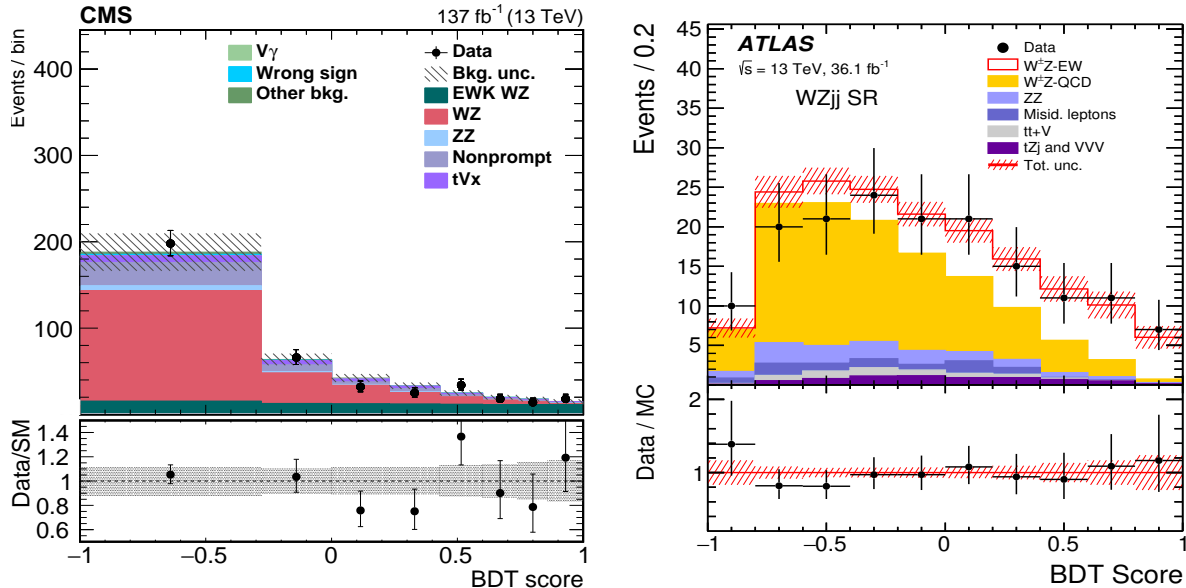 CMS
137 fb⁻¹ (13 TeV)
Events / bin
400
300
200
100
Vγ
Wrong sign
Other bkg.
Data
Bkg. unc.
EWK WZ
WZ
ZZ
Nonprompt
tVx
Data/SM
1.4
1.2
1.0
0.8
0.6
−1
−0.5
0
0.5
1
BDT score
Events / 0.2
45
40
35
30
25
20
15
10
5
ATLAS
√s = 13 TeV, 36.1 fb⁻¹
WZjj SR
Data
W±Z-EW
W±Z-QCD
ZZ
Misid. leptons
tt+V
tZj and VVV
Tot. unc.
Data / MC
2
1
−1
−0.5
0
0.5
1
BDT Score